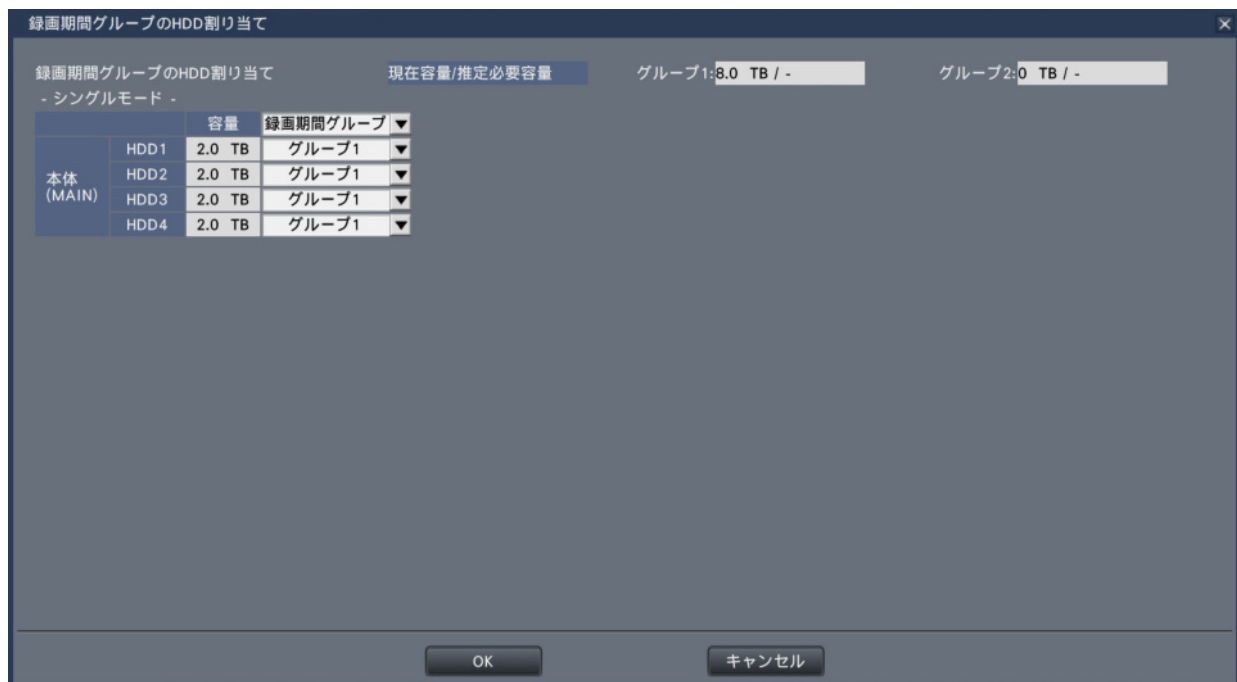 録画期間グループのHDD割り当て
録画期間グループのHDD割り当て 現在容量/推定必要容量 グループ1:8.0 TB / - グループ2:0 TB / -
- シングルモード -
容量 録画期間グループ ▼
本体
(MAIN)
HDD1 2.0 TB グループ1 ▼
HDD2 2.0 TB グループ1 ▼
HDD3 2.0 TB グループ1 ▼
HDD4 2.0 TB グループ1 ▼
OK キャンセル